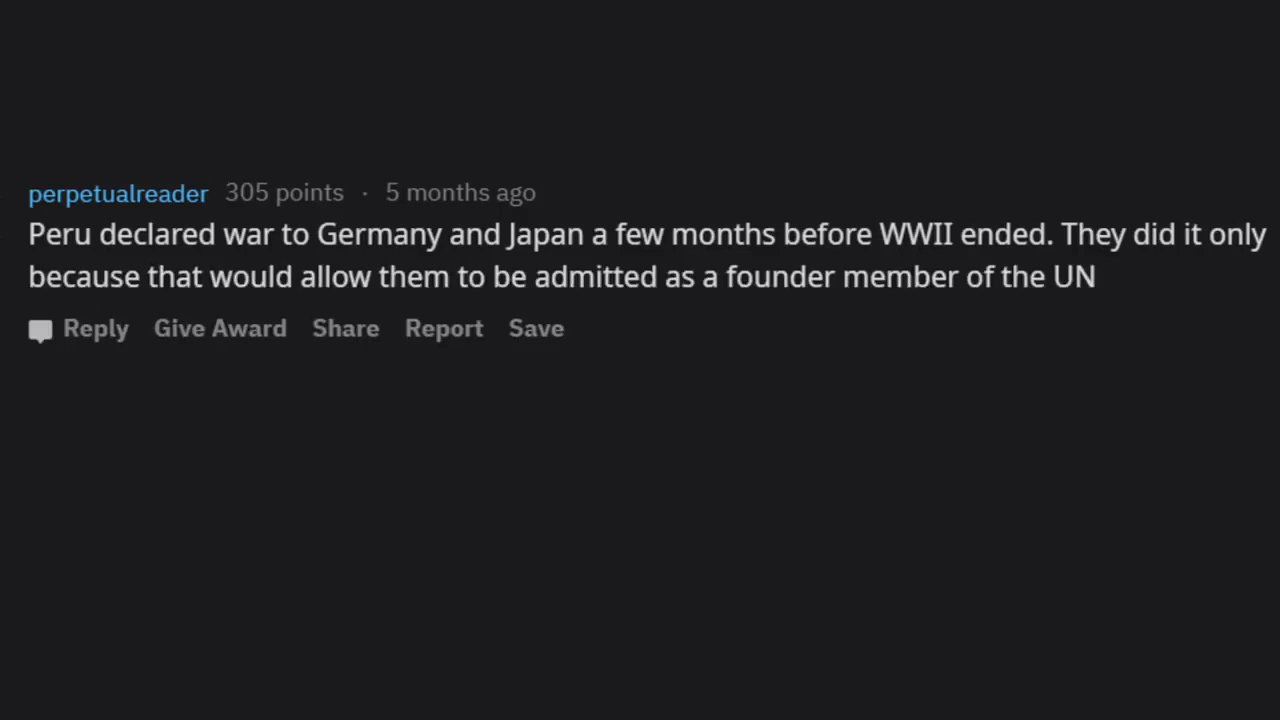 perpetualreader 305 points · 5 months ago
Peru declared war to Germany and Japan a few months before WWII ended. They did it only
because that would allow them to be admitted as a founder member of the UN
Reply Give Award Share Report Save